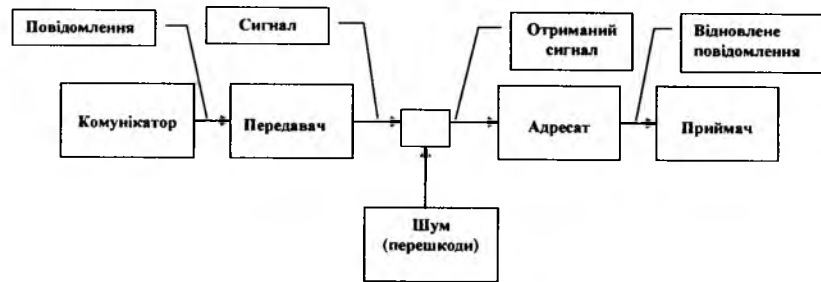 Повідомлення
Сигнал
Отриманий
сигнал
Відновлене
повідомлення
Комунікатор
Передавач
Адресат
Приймач
Шум
(перешкоди)